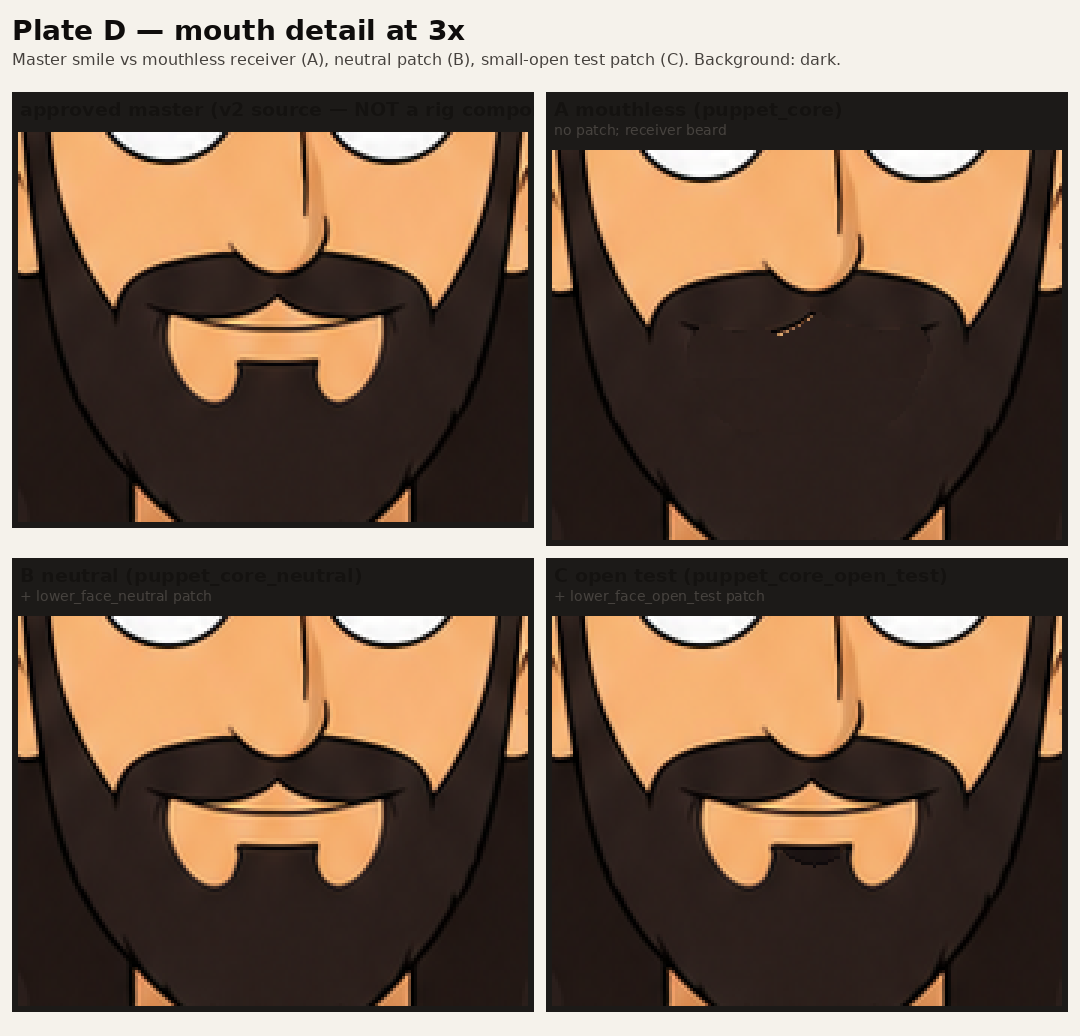 Plate D — mouth detail at 3x
Master smile vs mouthless receiver (A), neutral patch (B), small-open test patch (C). Background: dark.
approved master (v2 source — NOT a rig compo
A mouthless (puppet_core)
no patch; receiver beard
B neutral (puppet_core_neutral)
+ lower_face_neutral patch
C open test (puppet_core_open_test)
+ lower_face_open_test patch